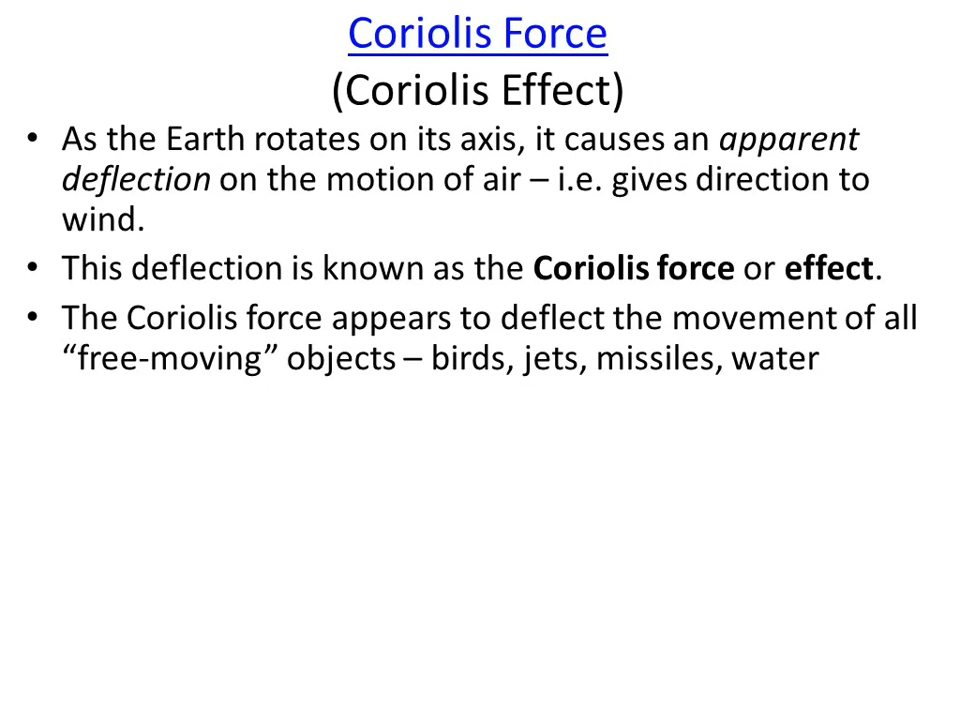 Coriolis Force
(Coriolis Effect)
• As the Earth rotates on its axis, it causes an apparent
deflection on the motion of air – i.e. gives direction to
wind.
• This deflection is known as the Coriolis force or effect.
• The Coriolis force appears to deflect the movement of all
“free-moving” objects – birds, jets, missiles, water